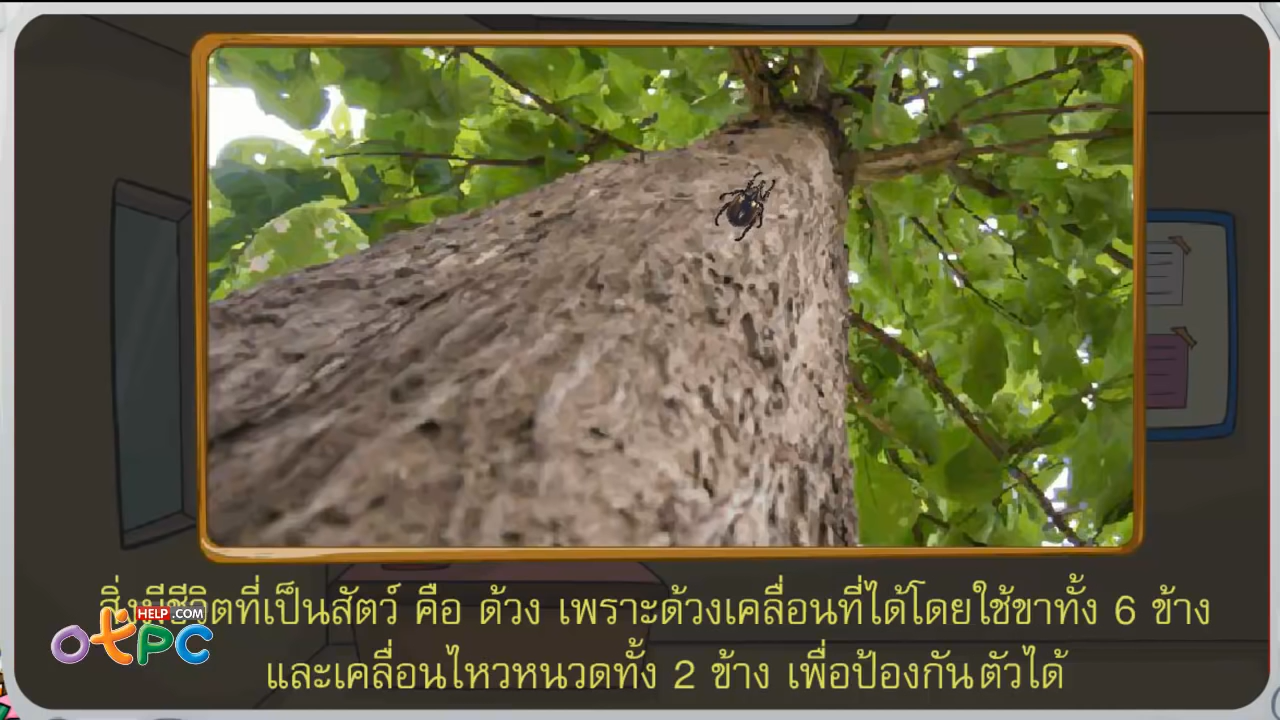 สิ่งมีชีวิตที่เป็นสัตว์ คือ ด้วง เพราะด้วงเคลื่อนที่ได้โดยใช้ขาทั้ง 6 ข้าง
และเคลื่อนไหวหนวดทั้ง 2 ข้าง เพื่อป้องกันตัวได้
HELP.COM
OTPC